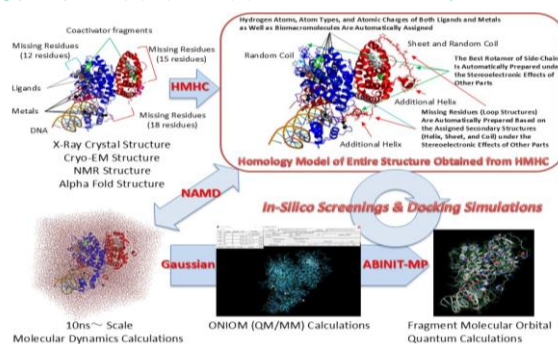 Coactivator fragments
Missing Residues
(12 residues)
Missing Residues
(15 residues)
Ligands
Metals
DNA
Missing Residues
(18 residues)
X-Ray Crystal Structure
Cryo-EM Structure
NMR Structure
Alpha Fold Structure
HMHC
Hydrogen Atoms, Atom Types, and Atomic Charges of Both Ligands and Metals
as Well as Biomacromolecules Are Automatically Assigned
Random Coil
Sheet and Random Coil
The Best Rotamer of Side-Chain
Is Automatically Prepared under
the Stereoelectronic Effects of
Other Parts
Additional Helix
Additional Helix
Missing Residues (Loop Structures)
Are Automatically Prepared Based on
the Assigned Secondary Structures
(Helix, Sheet, and Coil) under the
Stereoelectronic Effects of Other Parts
Homology Model of Entire Structure Obtained from HMHC
NAMD
In-Silico Screenings & Docking Simulations
Gaussian
ABINIT-MP
10ns～ Scale
Molecular Dynamics Calculations
ONIOM (QM/MM) Calculations
Fragment Molecular Orbital
Quantum Calculations